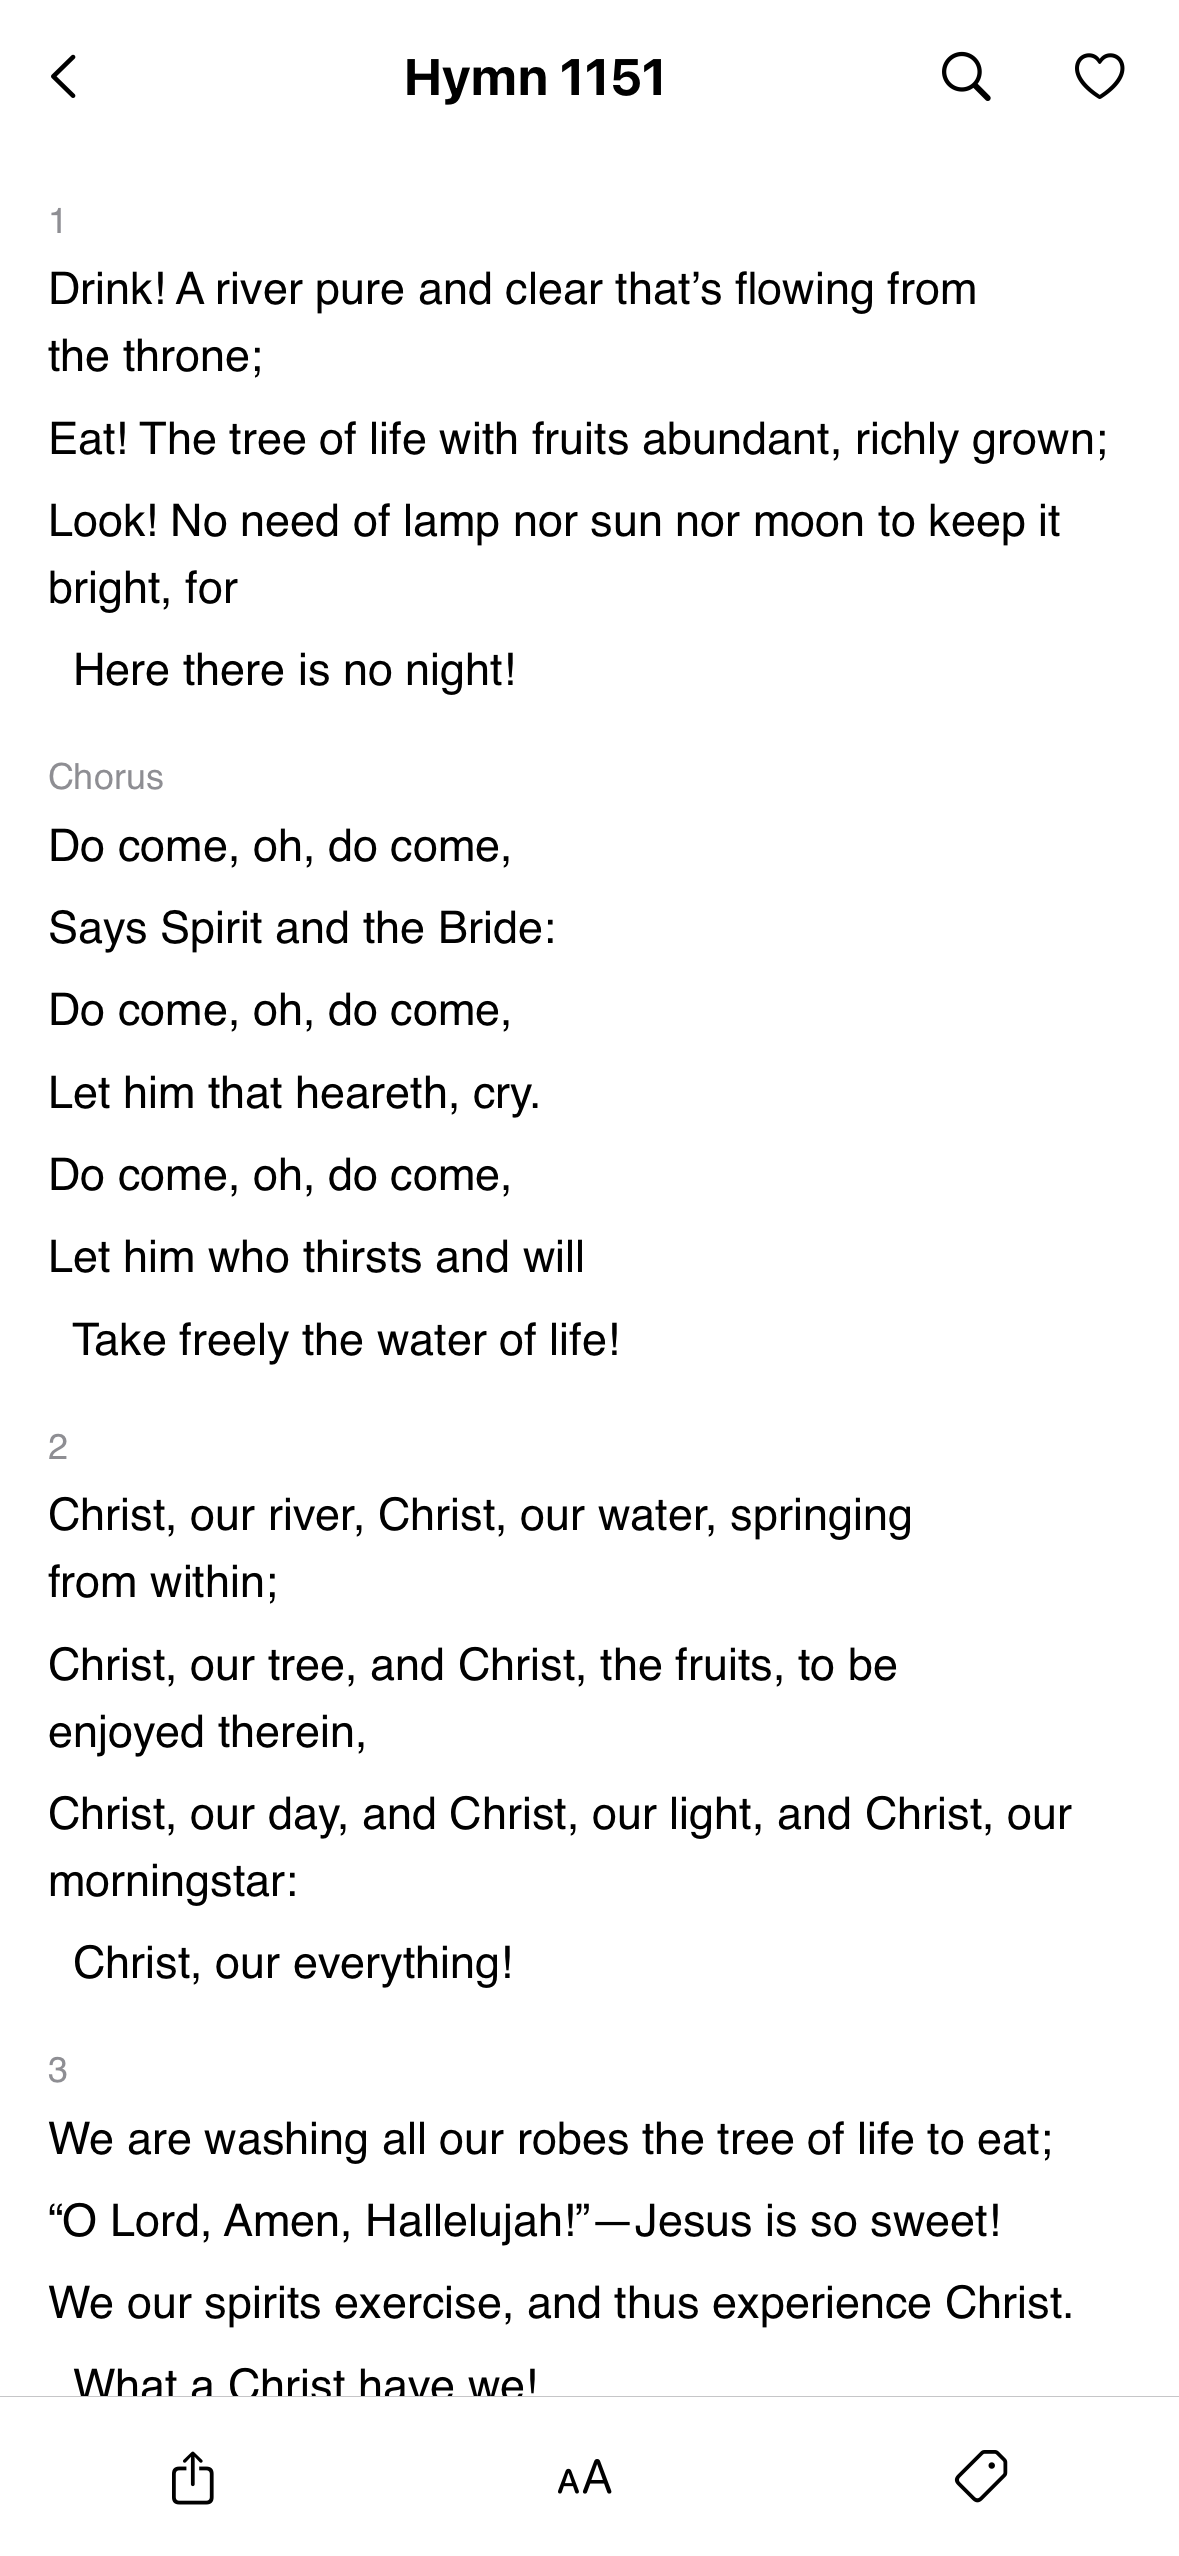 Hymn 1151
1
Drink! A river pure and clear that’s flowing from
the throne;
Eat! The tree of life with fruits abundant, richly grown;
Look! No need of lamp nor sun nor moon to keep it
bright, for
Here there is no night!
Chorus
Do come, oh, do come,
Says Spirit and the Bride:
Do come, oh, do come,
Let him that heareth, cry.
Do come, oh, do come,
Let him who thirsts and will
Take freely the water of life!
2
Christ, our river, Christ, our water, springing
from within;
Christ, our tree, and Christ, the fruits, to be
enjoyed therein,
Christ, our day, and Christ, our light, and Christ, our
morningstar:
Christ, our everything!
3
We are washing all our robes the tree of life to eat;
“O Lord, Amen, Hallelujah!”—Jesus is so sweet!
We our spirits exercise, and thus experience Christ.
What a Christ have we!
AA